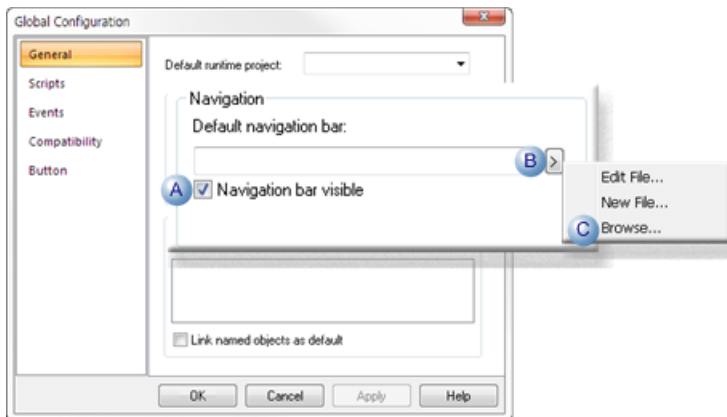 Global Configuration
General
Scripts
Events
Compatibility
Button
Default runtime project:
Navigation
Default navigation bar:
B >
A Navigation bar visible
Edit File...
New File...
C Browse...
Link named objects as default
OK Cancel Apply Help